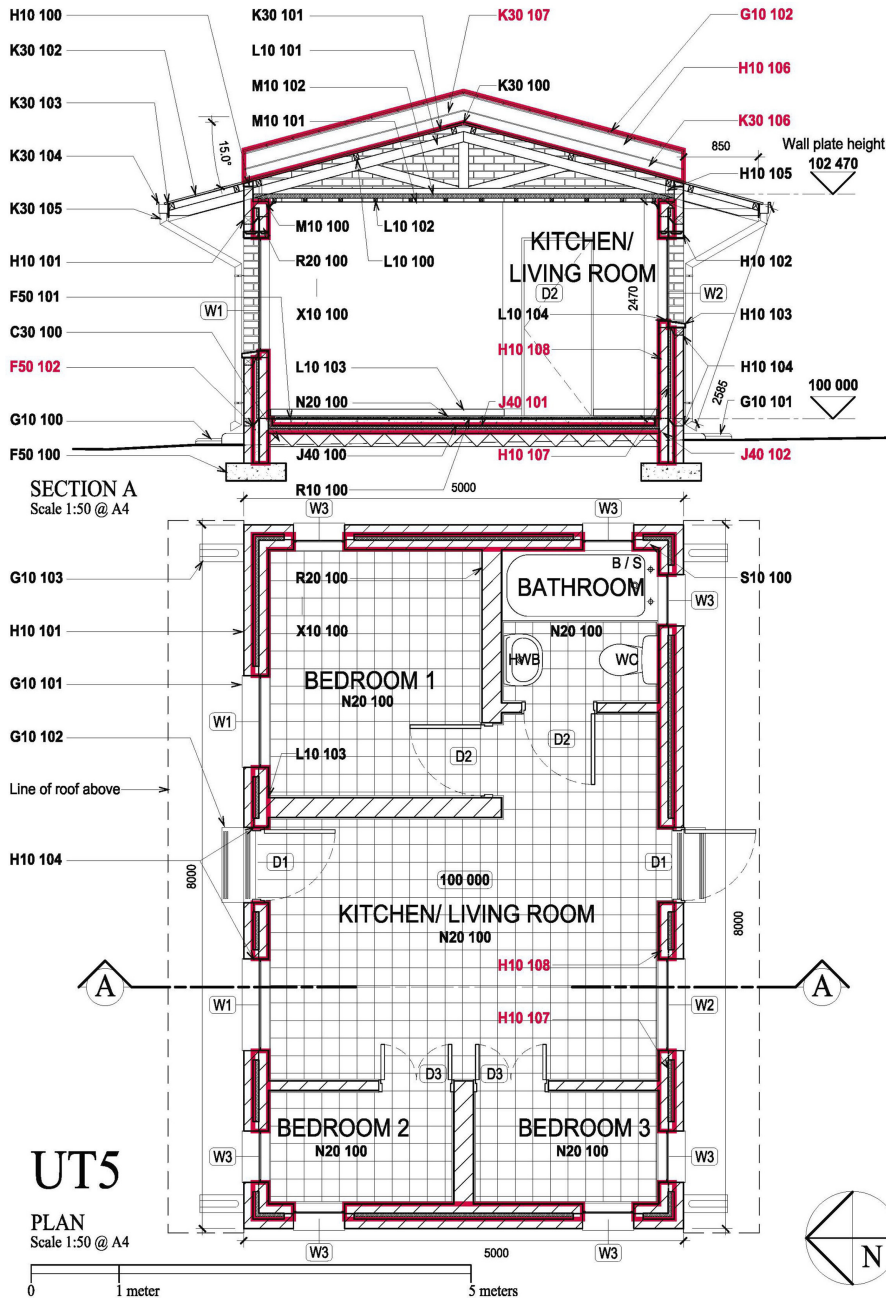 H10 100
K30 102
K30 103
K30 104
K30 105
H10 101
F50 101
C30 100
F50 102
G10 100
F50 100
K30 101
L10 101
M10 102
M10 101
K30 107
K30 100
G10 102
H10 106
K30 106
15.0°
850
Wall plate height
102 470
H10 105
M10 100
R20 100
X10 100
L10 102
L10 100
KITCHEN/
LIVING ROOM
D2
2470
W1
W2
H10 102
L10 104
H10 103
H10 108
H10 104
L10 103
N20 100
J40 101
2585
100 000
G10 101
J40 100
H10 107
J40 102
R10 100
SECTION A
Scale 1:50 @ A4
5000
W3
W3
G10 103
H10 101
G10 101
G10 102
Line of roof above
H10 104
R20 100
X10 100
B / S
BATHROOM
N20 100
S10 100
W3
HWB
WC
BEDROOM 1
N20 100
W1
D2
D2
L10 103
D1
D1
8000
8000
100 000
KITCHEN/ LIVING ROOM
N20 100
H10 108
A
A
W1
W2
H10 107
D3
D3
BEDROOM 2
N20 100
BEDROOM 3
N20 100
W3
W3
UT5
PLAN
Scale 1:50 @ A4
W3
W3
5000
N
0
1 meter
5 meters